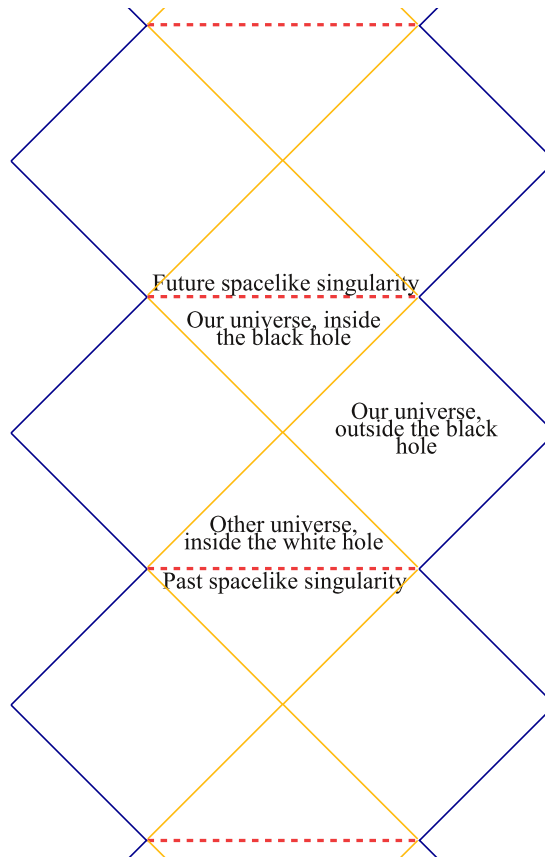 Future spacelike singularity
Our universe, inside
the black hole
Our universe,
outside the black
hole
Other universe,
inside the white hole
Past spacelike singularity